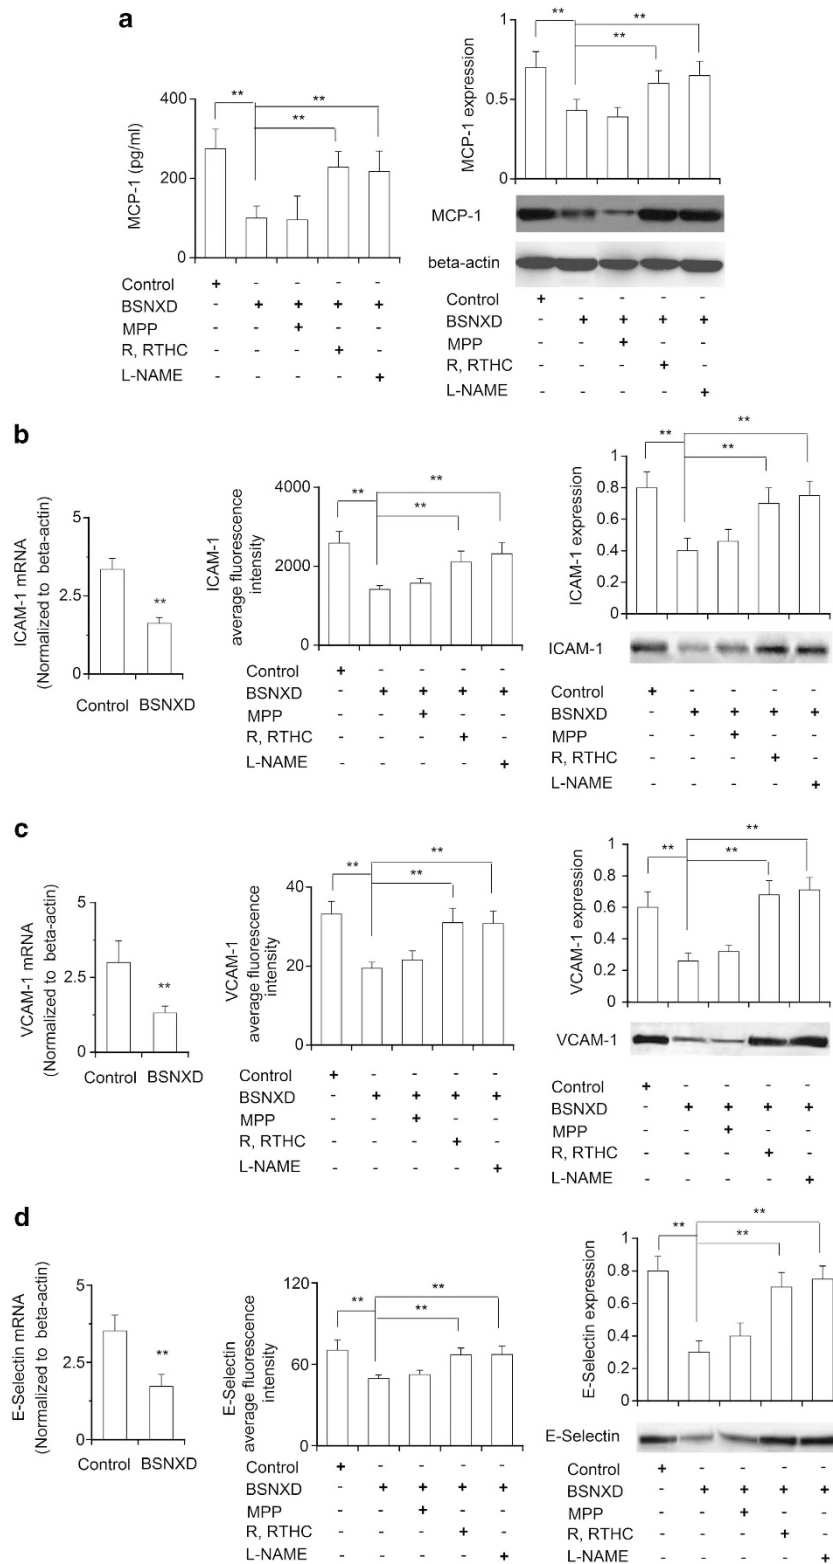 a
**
**
**
400
200
0
MCP-1 (pg/ml)
Control + - - - -
BSNXD - + + + +
MPP - - + - -
R, RTHC - - - + -
L-NAME - - - - +
**
**
**
1
0.5
0
MCP-1 expression
MCP-1
beta-actin
Control + - - - -
BSNXD - + + + +
MPP - - + - -
R, RTHC - - - + -
L-NAME - - - - +
b
5
2.5
0
ICAM-1 mRNA
(Normalized to beta-actin)
**
Control BSNXD
**
**
**
4000
2000
0
ICAM-1
average fluorescence
intensity
Control + - - - -
BSNXD - + + + +
MPP - - + - -
R, RTHC - - - + -
L-NAME - - - - +
**
**
**
1
0.8
0.6
0.4
0.2
0
ICAM-1 expression
ICAM-1
Control + - - - -
BSNXD - + + + +
MPP - - + - -
R, RTHC - - - + -
L-NAME - - - - +
c
5
2.5
0
VCAM-1 mRNA
(Normalized to beta-actin)
**
Control BSNXD
**
**
**
40
20
0
VCAM-1
average fluorescence
intensity
Control + - - - -
BSNXD - + + + +
MPP - - + - -
R, RTHC - - - + -
L-NAME - - - - +
**
**
**
1
0.8
0.6
0.4
0.2
0
VCAM-1 expression
VCAM-1
Control + - - - -
BSNXD - + + + +
MPP - - + - -
R, RTHC - - - + -
L-NAME - - - - +
d
5
2.5
0
E-Selectin mRNA
(Normalized to beta-actin)
**
Control BSNXD
**
**
**
120
60
0
E-Selectin
average fluorescence
intensity
Control + - - - -
BSNXD - + + + +
MPP - - + - -
R, RTHC - - - + -
L-NAME - - - - +
**
**
**
1
0.8
0.6
0.4
0.2
0
E-Selectin expression
E-Selectin
Control + - - - -
BSNXD - + + + +
MPP - - + - -
R, RTHC - - - + -
L-NAME - - - - +